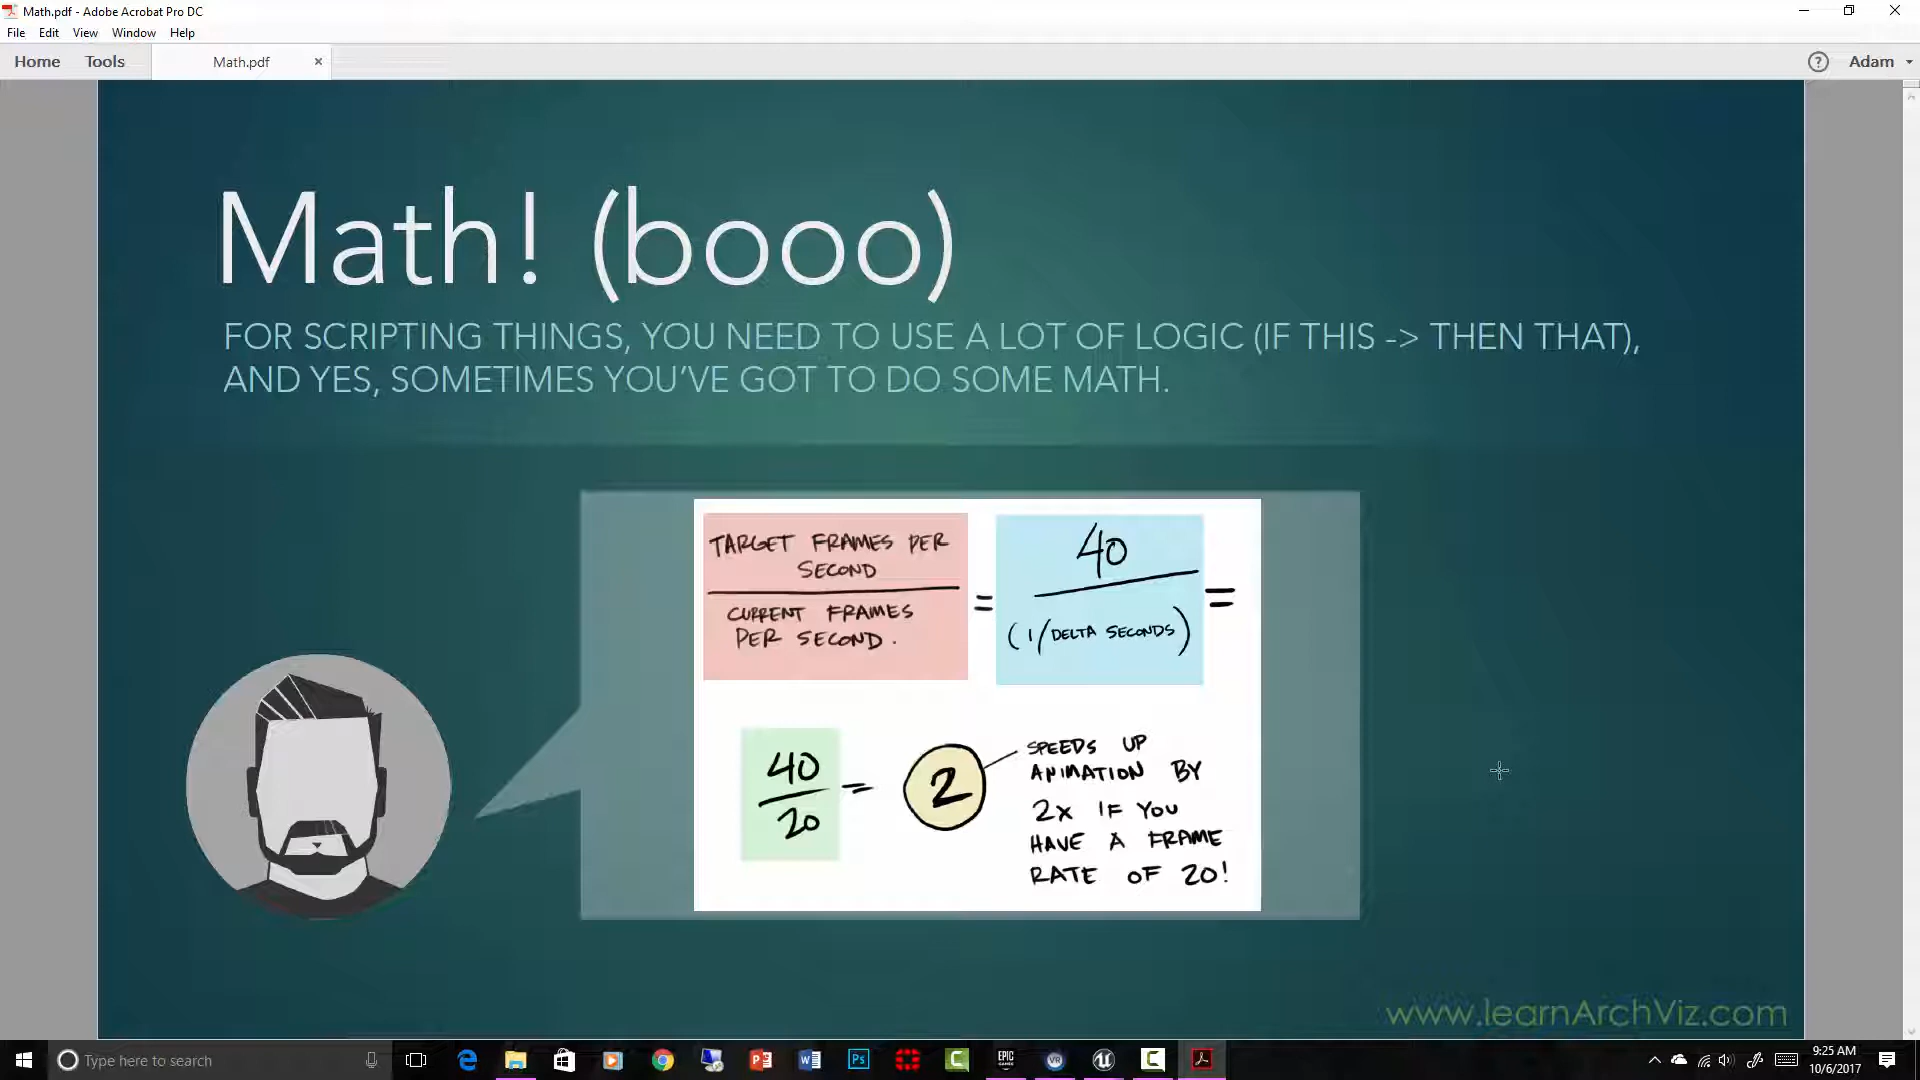 Math.pdf - Adobe Acrobat Pro DC
File Edit View Window Help
Home Tools Math.pdf × ? Adam
Math! (booo)
FOR SCRIPTING THINGS, YOU NEED TO USE A LOT OF LOGIC (IF THIS -> THEN THAT),
AND YES, SOMETIMES YOU'VE GOT TO DO SOME MATH.
TARGET FRAMES PER
SECOND
CURRENT FRAMES
PER SECOND.
=
40
(1/DELTA SECONDS)
=
40
20
=
2
SPEEDS UP
ANIMATION BY
2X IF YOU
HAVE A FRAME
RATE OF 20!
www.learnArchViz.com
Type here to search
EPIC
GAMES
VR
9:25 AM
10/6/2017